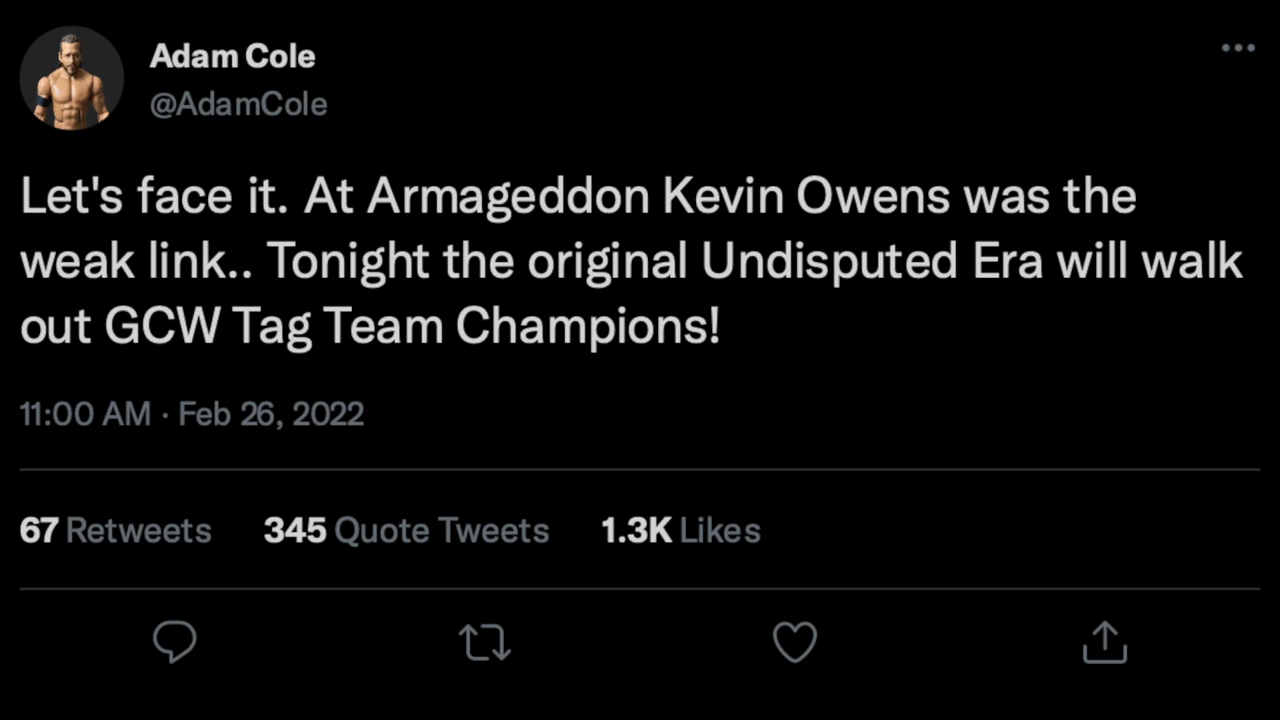 Adam Cole
@AdamCole
Let's face it. At Armageddon Kevin Owens was the
weak link.. Tonight the original Undisputed Era will walk
out GCW Tag Team Champions!
11:00 AM · Feb 26, 2022
67 Retweets 345 Quote Tweets 1.3K Likes